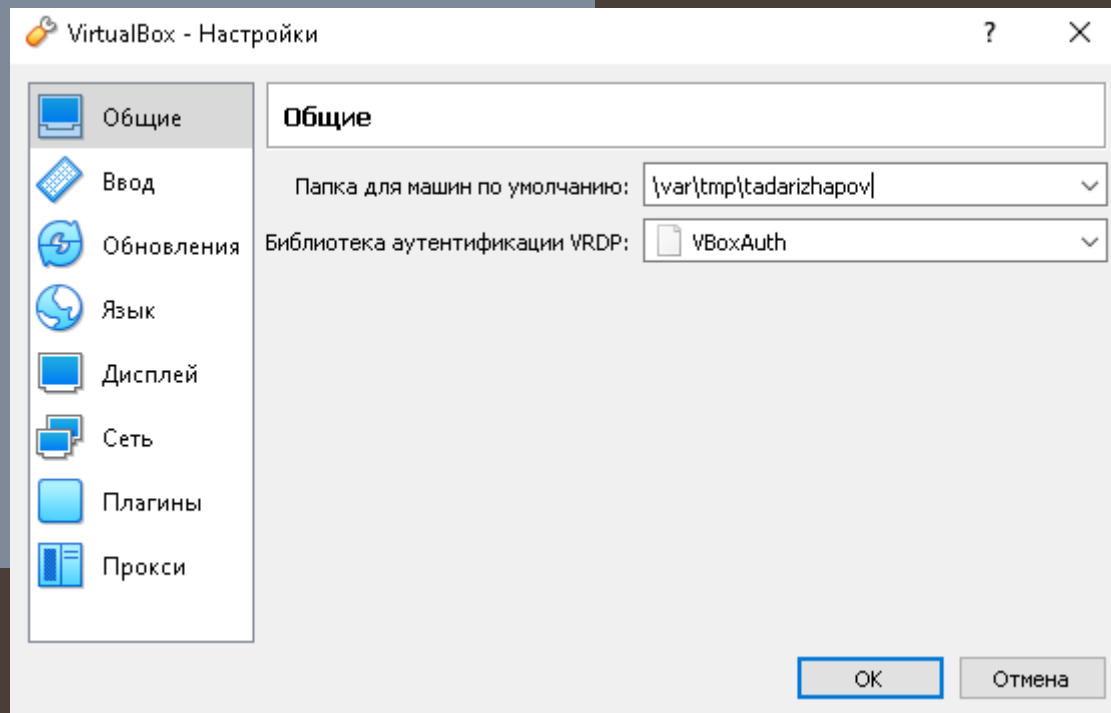 VirtualBox - Настройки
?
Общие
Ввод
Обновления
Язык
Дисплей
Сеть
Плагины
Прокси
Общие
Папка для машин по умолчанию: \var\tmp\tadarizhapov
Библиотека аутентификации VRDP: VBoxAuth
OK Отмена